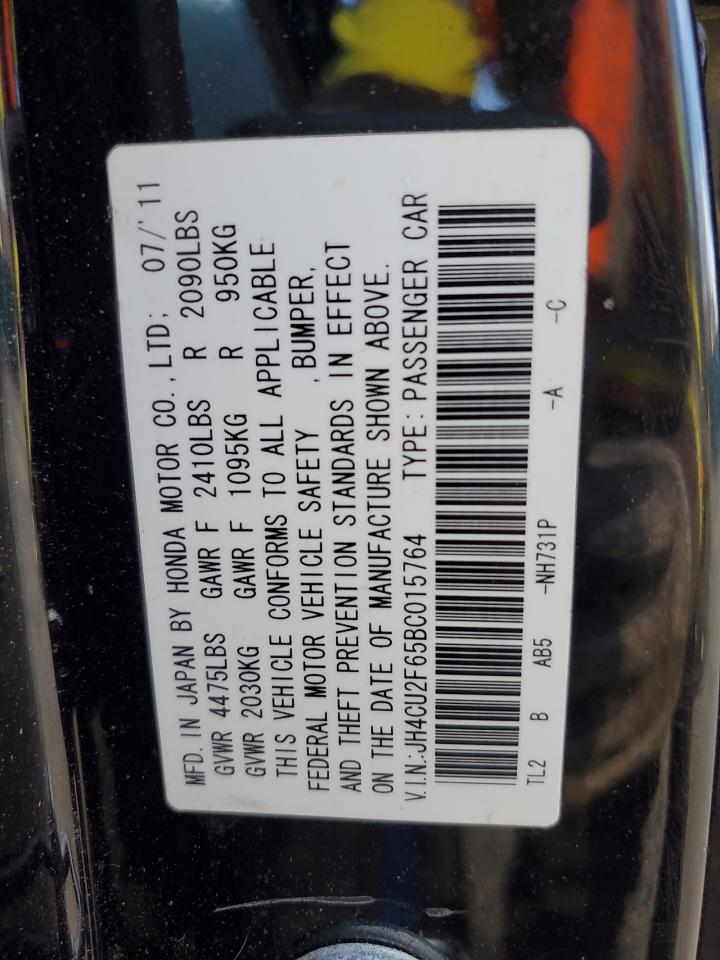 MFD. IN JAPAN BY HONDA MOTOR CO., LTD; 07/'11
GVWR 4475LBS GAWR F 2410LBS R 2090LBS
GVWR 2030KG GAWR F 1095KG R 950KG
THIS VEHICLE CONFORMS TO ALL APPLICABLE
FEDERAL MOTOR VEHICLE SAFETY , BUMPER,
AND THEFT PREVENTION STANDARDS IN EFFECT
ON THE DATE OF MANUFACTURE SHOWN ABOVE.
V.I.N.:JH4CU2F65BC015764 TYPE:PASSENGER CAR
TL2 B AB5 -NH731P -A -C